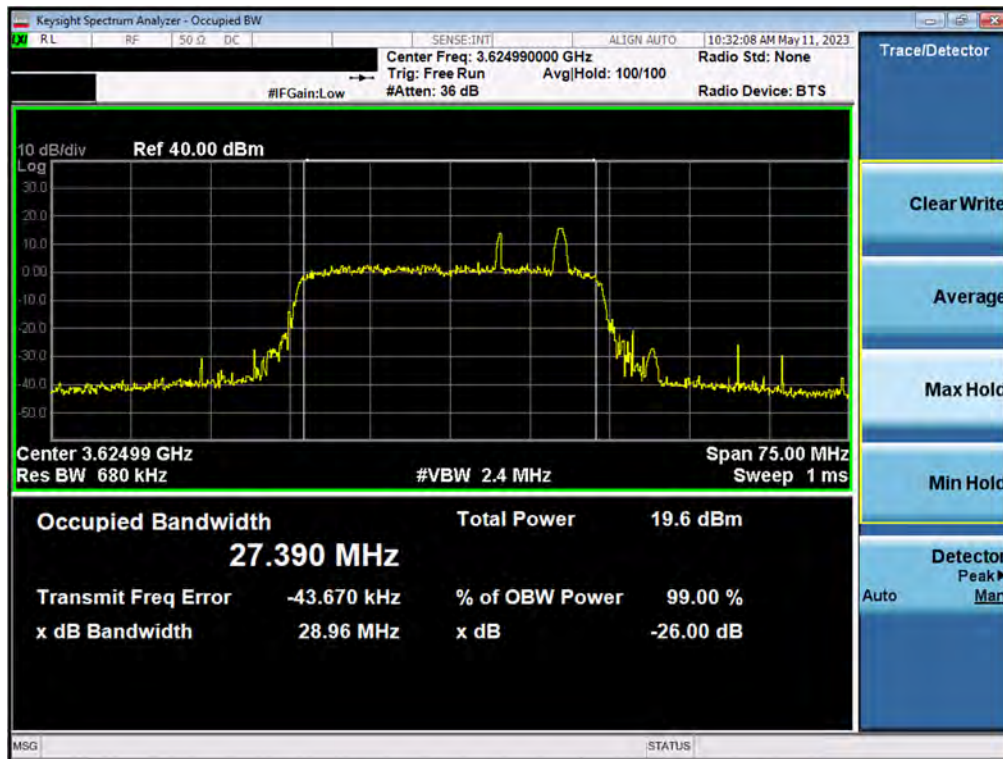 Keysight Spectrum Analyzer - Occupied BW
LXI RL RF 50 Ω DC SENSE:INT ALIGN AUTO 10:32:08 AM May 11, 2023
Center Freq: 3.624990000 GHz Radio Std: None
Trig: Free Run Avg|Hold: 100/100
#IFGain:Low #Atten: 36 dB Radio Device: BTS
10 dB/div Ref 40.00 dBm
Log
30.0
20.0
10.0
0.00
-10.0
-20.0
-30.0
-40.0
-50.0
Center 3.62499 GHz Span 75.00 MHz
Res BW 680 kHz #VBW 2.4 MHz Sweep 1 ms
Occupied Bandwidth Total Power 19.6 dBm
27.390 MHz
Transmit Freq Error -43.670 kHz % of OBW Power 99.00 %
x dB Bandwidth 28.96 MHz x dB -26.00 dB
MSG STATUS
Trace/Detector
Clear Write
Average
Max Hold
Min Hold
Detector
Peak
Auto Man